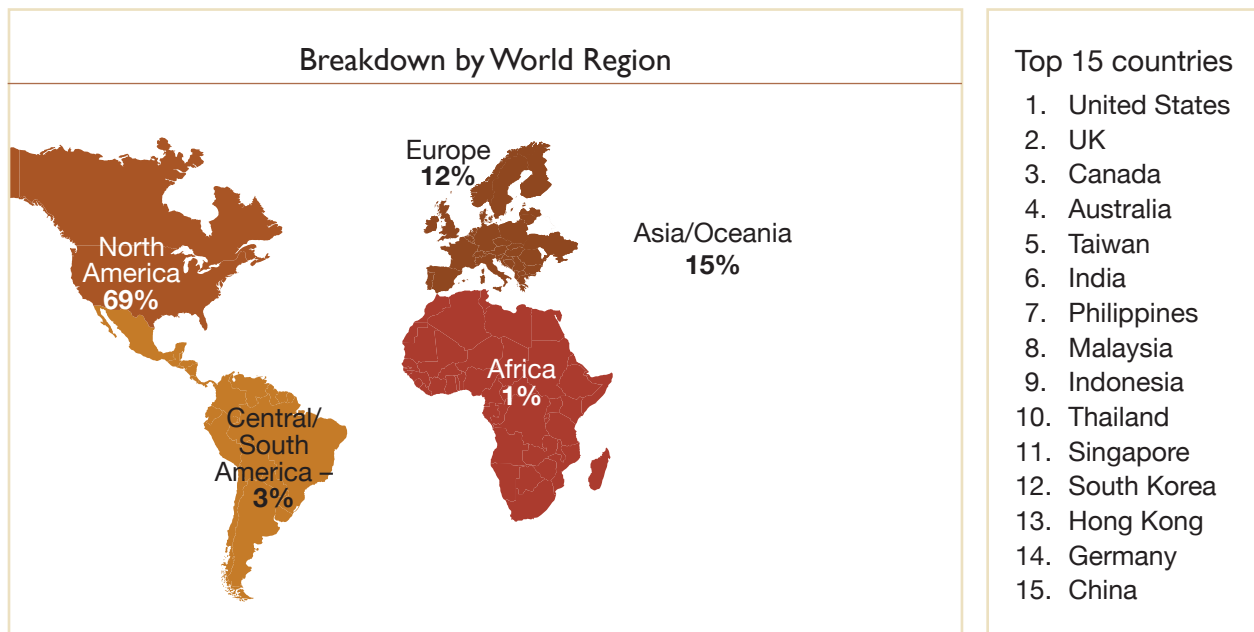 Breakdown by World Region
North
America
69%
Europe
12%
Asia/Oceania
15%
Africa
1%
Central/
South
America –
3%
Top 15 countries
1. United States
2. UK
3. Canada
4. Australia
5. Taiwan
6. India
7. Philippines
8. Malaysia
9. Indonesia
10. Thailand
11. Singapore
12. South Korea
13. Hong Kong
14. Germany
15. China